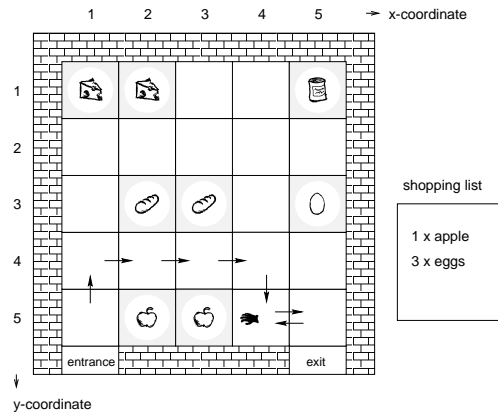 1 2 3 4 5 → x-coordinate
1
2
3
4
5
shopping list
1 x apple
3 x eggs
entrance
exit
y-coordinate